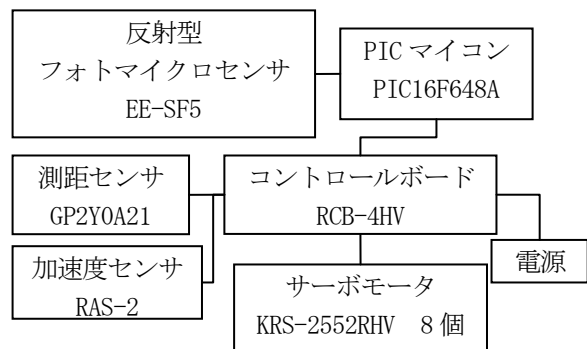 反射型
フォトマイクロセンサ
EE-SF5
PIC マイコン
PIC16F648A
測距センサ
GP2Y0A21
コントロールボード
RCB-4HV
加速度センサ
RAS-2
電源
サーボモータ
KRS-2552RHV 8個